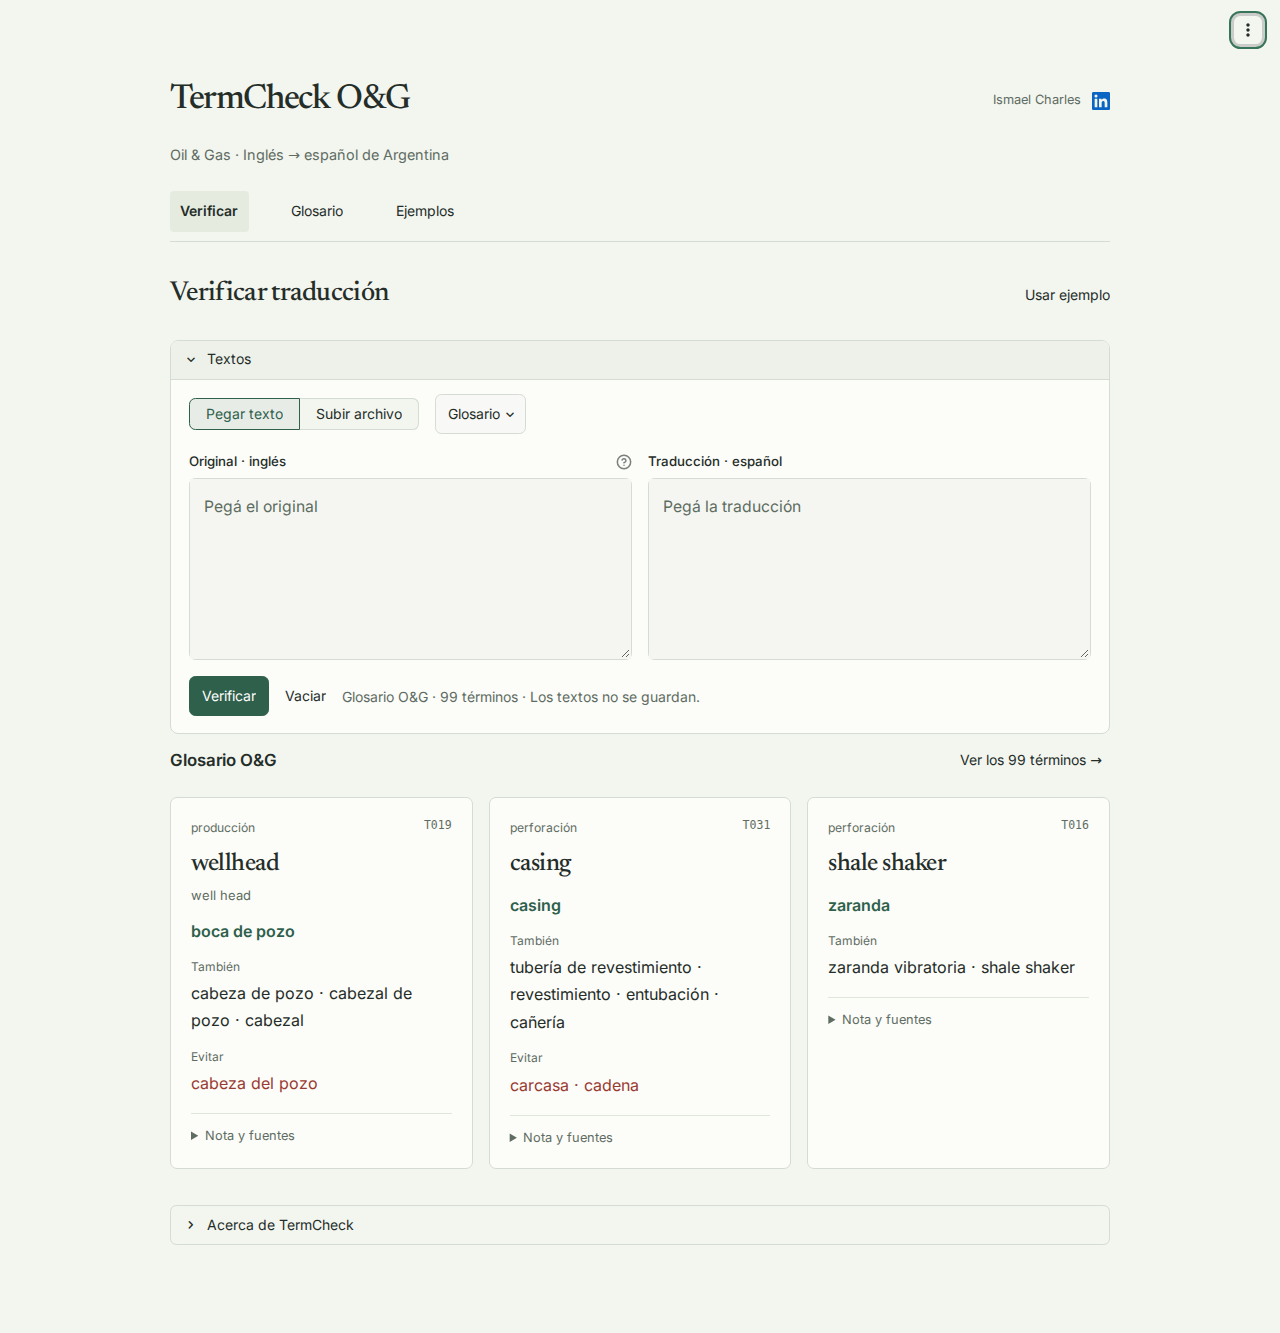 TermCheck O&G
Ismael Charles
Oil & Gas · Inglés → español de Argentina
Verificar
Glosario
Ejemplos
Verificar traducción
Usar ejemplo
Textos
Pegar texto
Subir archivo
Glosario
Original · inglés
Traducción · español
Pegá el original
Pegá la traducción
Verificar
Vaciar
Glosario O&G · 99 términos · Los textos no se guardan.
Glosario O&G
Ver los 99 términos →
producción
T019
wellhead
well head
boca de pozo
También
cabeza de pozo · cabezal de
pozo · cabezal
Evitar
cabeza del pozo
▶ Nota y fuentes
perforación
T031
casing
casing
También
tubería de revestimiento ·
revestimiento · entubación ·
cañería
Evitar
carcasa · cadena
▶ Nota y fuentes
perforación
T016
shale shaker
zaranda
También
zaranda vibratoria · shale shaker
▶ Nota y fuentes
Acerca de TermCheck